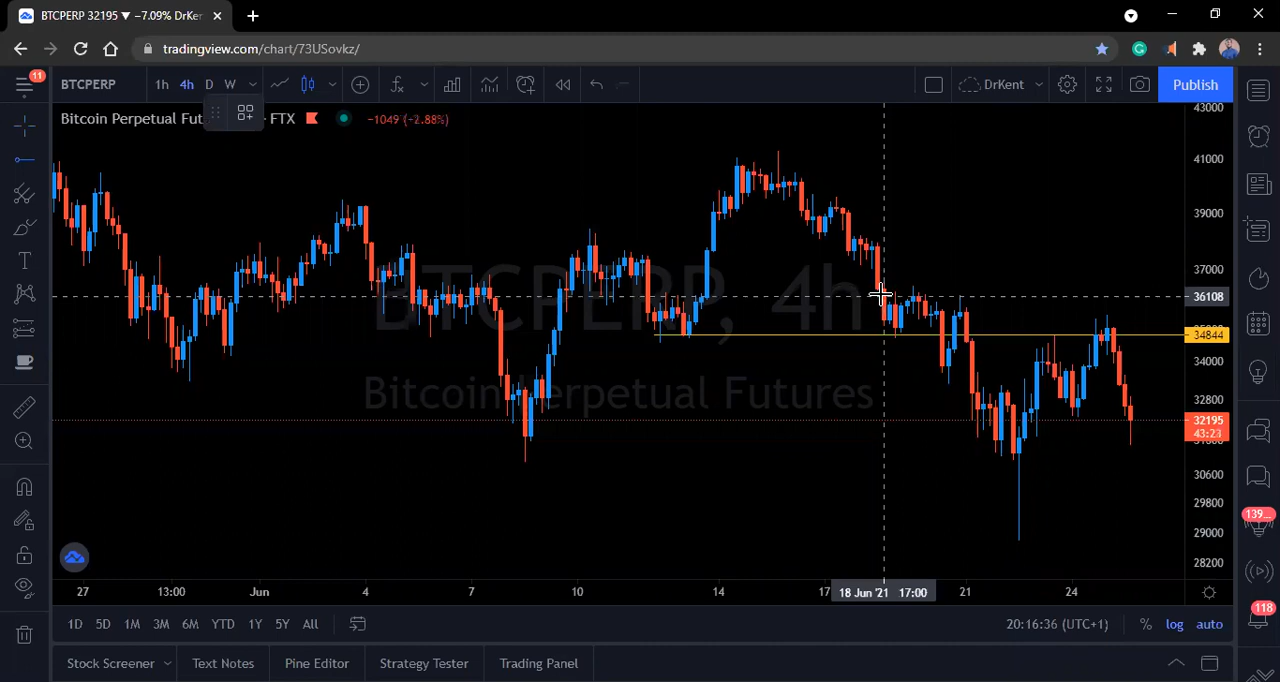 BTCPERP 32195 ▼ −7.09% DrKer
tradingview.com/chart/73USovkz/
11
BTCPERP 1h 4h D W DrKent Publish
Bitcoin Perpetual Fut · FTX −1049 (−2.88%)
BTCPERP, 4h
Bitcoin Perpetual Futures
43000
41000
39000
37000
36108
34844
34000
32800
32195
43:23
30600
29800
29000
28200
27 13:00 Jun 4 7 10 14 17 18 Jun '21 17:00 21 24
1D 5D 1M 3M 6M YTD 1Y 5Y All 20:16:36 (UTC+1) % log auto
Stock Screener Text Notes Pine Editor Strategy Tester Trading Panel
139...
118